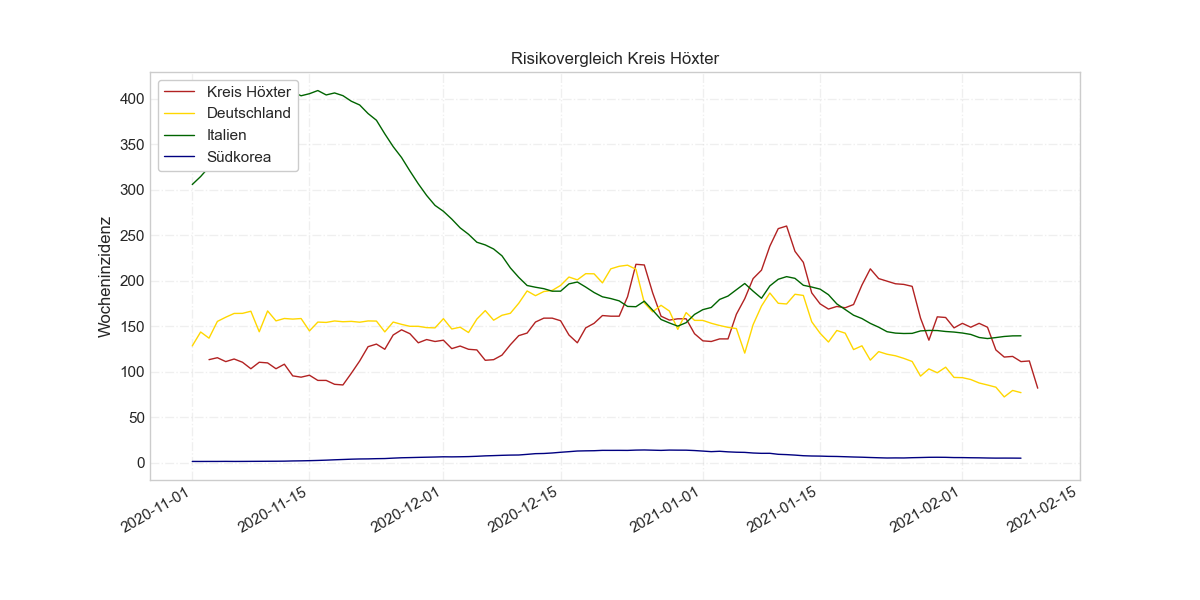 Risikovergleich Kreis Höxter
Kreis Höxter
Deutschland
Italien
Südkorea
Wocheninzidenz
400
350
300
250
200
150
100
50
0
2020-11-01
2020-11-15
2020-12-01
2020-12-15
2021-01-01
2021-01-15
2021-02-01
2021-02-15